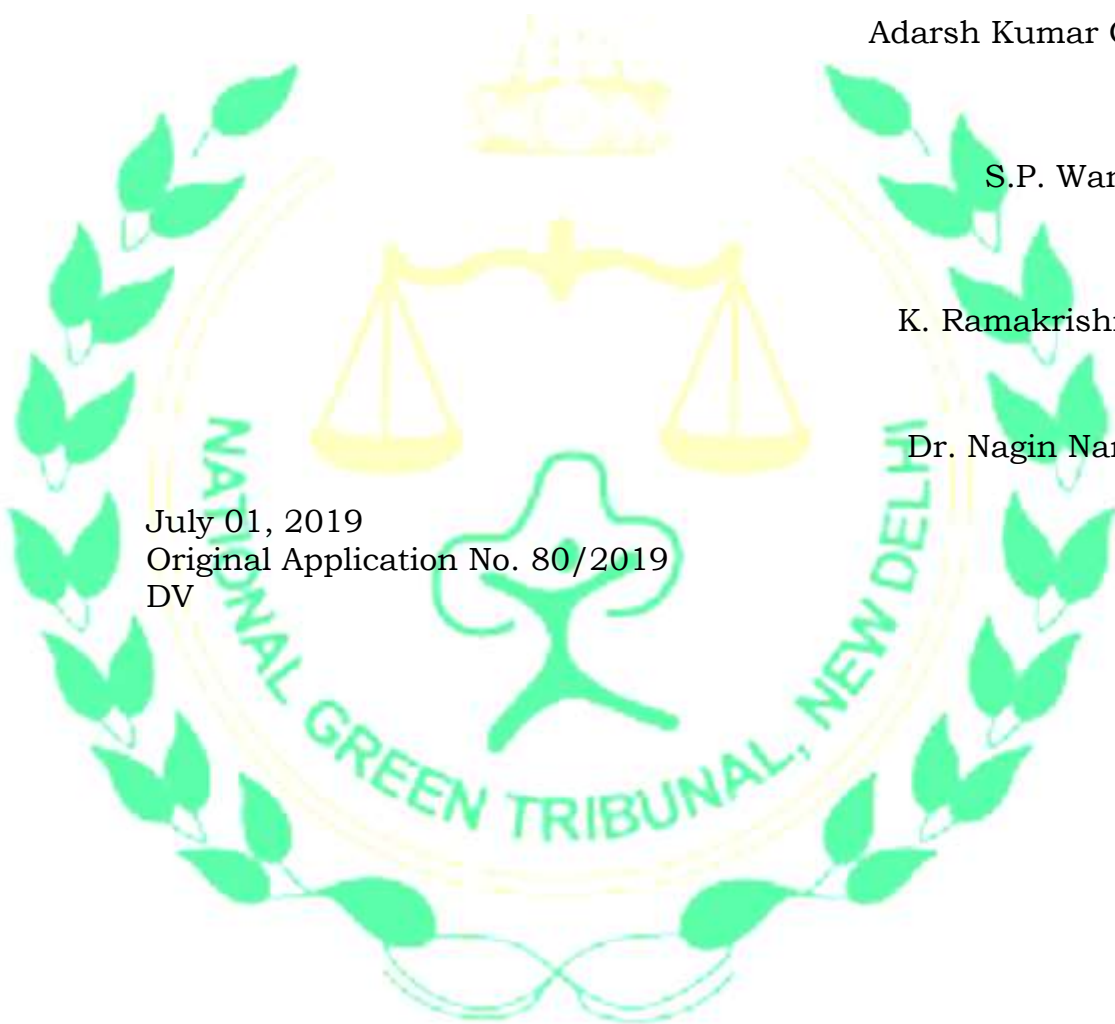 Adarsh Kumar
S.P.
K.
Dr. Nagin
July 01, 2019
Original Application No. 80/2019
DV
NATIONAL GREEN TRIBUNAL, NEW DELHI